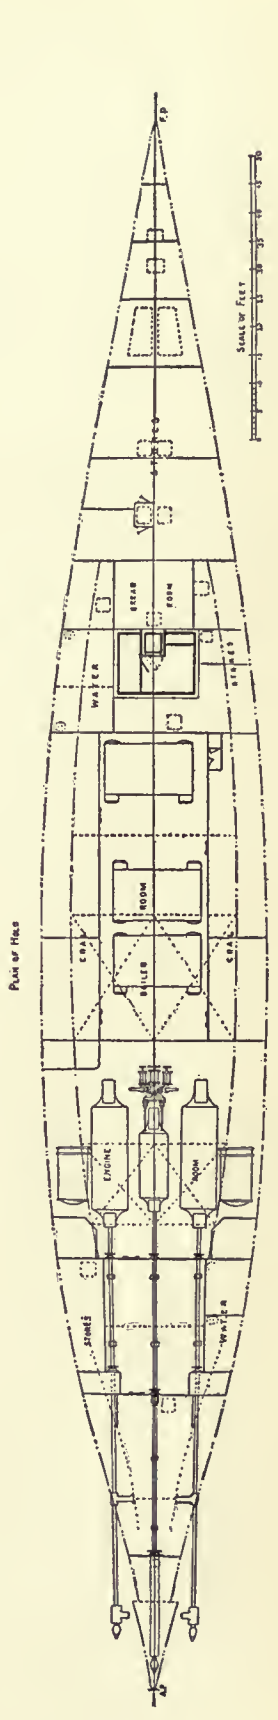 F.P.
SCALE OF FEET
STORES
BREAD ROOM
WATER
PLAN OF HOLD
COAL
BOILER ROOM
COAL
ENGINE ROOM
STORES
WATER
A.P.